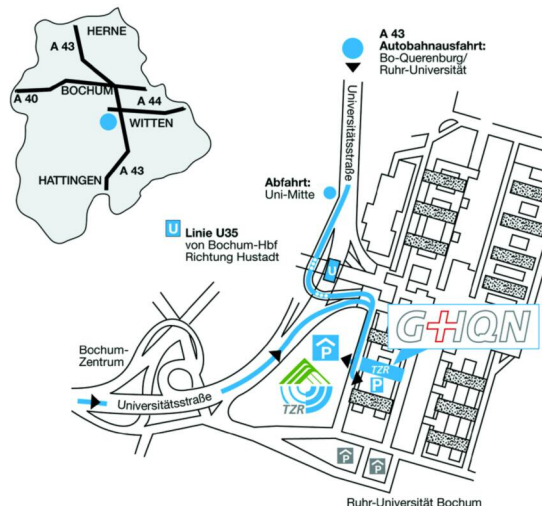 HERNE
A 43
BOCHUM
A 40
A 44
WITTEN
A 43
HATTINGEN
A 43
Autobahnausfahrt:
Bo-Querenburg/
Ruhr-Universität
Universitätsstraße
Abfahrt:
Uni-Mitte
U
Linie U35
von Bochum-Hbf
Richtung Hustadt
U
G+HQN
P
TZR
P
TZR
Bochum-
Zentrum
Universitätsstraße
P
P
Ruhr-Universität Bochum